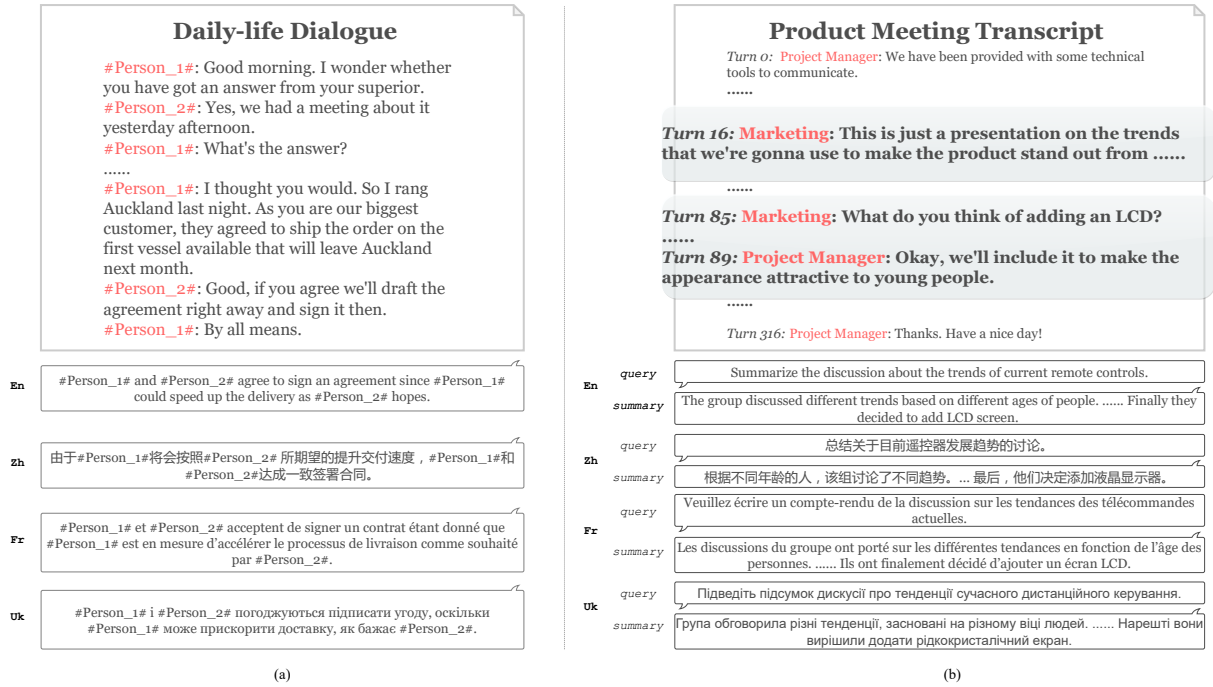 Daily-life Dialogue
#Person_1#: Good morning. I wonder whether
you have got an answer from your superior.
#Person_2#: Yes, we had a meeting about it
yesterday afternoon.
#Person_1#: What's the answer?
......
#Person_1#: I thought you would. So I rang
Auckland last night. As you are our biggest
customer, they agreed to ship the order on the
first vessel available that will leave Auckland
next month.
#Person_2#: Good, if you agree we'll draft the
agreement right away and sign it then.
#Person_1#: By all means.
En
#Person_1# and #Person_2# agree to sign an agreement since #Person_1#
could speed up the delivery as #Person_2# hopes.
Zh
由于#Person_1#将会按照#Person_2# 所期望的提升交付速度，#Person_1#和
#Person_2#达成一致签署合同。
Fr
#Person_1# et #Person_2# acceptent de signer un contrat étant donné que
#Person_1# est en mesure d'accélérer le processus de livraison comme souhaité
par #Person_2#.
Uk
#Person_1# і #Person_2# погоджуються підписати угоду, оскільки
#Person_1# може прискорити доставку, як бажає #Person_2#.
(a)
Product Meeting Transcript
Turn 0: Project Manager: We have been provided with some technical
tools to communicate.
......
Turn 16: Marketing: This is just a presentation on the trends
that we're gonna use to make the product stand out from ......
......
Turn 85: Marketing: What do you think of adding an LCD?
......
Turn 89: Project Manager: Okay, we'll include it to make the
appearance attractive to young people.
......
Turn 316: Project Manager: Thanks. Have a nice day!
En
query
Summarize the discussion about the trends of current remote controls.
summary
The group discussed different trends based on different ages of people. ...... Finally they
decided to add LCD screen.
Zh
query
总结关于目前遥控器发展趋势的讨论。
summary
根据不同年龄的人，该组讨论了不同趋势。... 最后，他们决定添加液晶显示器。
Fr
query
Veuillez écrire un compte-rendu de la discussion sur les tendances des télécommandes
actuelles.
summary
Les discussions du groupe ont porté sur les différentes tendances en fonction de l'âge des
personnes. ...... Ils ont finalement décidé d'ajouter un écran LCD.
Uk
query
Підведіть підсумок дискусії про тенденції сучасного дистанційного керування.
summary
Група обговорила різні тенденції, засновані на різному віці людей. ...... Нарешті вони
вирішили додати рідкокристалічний екран.
(b)